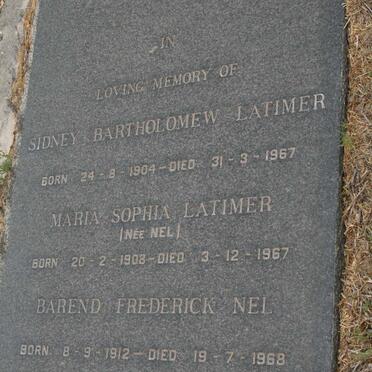 IN
LOVING MEMORY OF
SIDNEY BARTHOLOMEW LATIMER
BORN 24-8-1904-DIED 31-3-1967
MARIA SOPHIA LATIMER
(NÉE NEL)
BORN 20-2-1908-DIED 3-12-1967
BAREND FREDERICK NEL
BORN 8-9-1912-DIED 19-7-1968